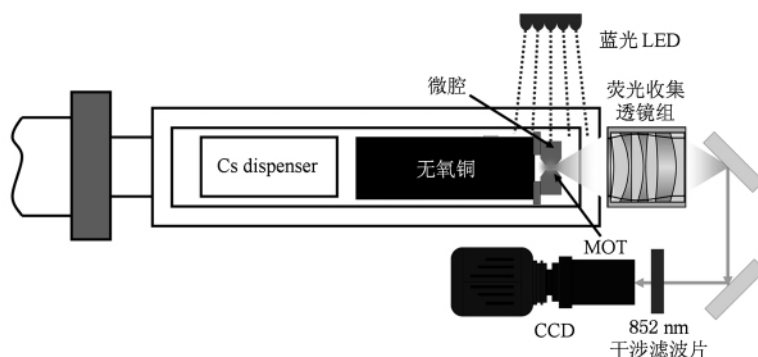 蓝光 LED
微腔
荧光收集
透镜组
Cs dispenser
无氧铜
MOT
CCD
852 nm
干涉滤波片